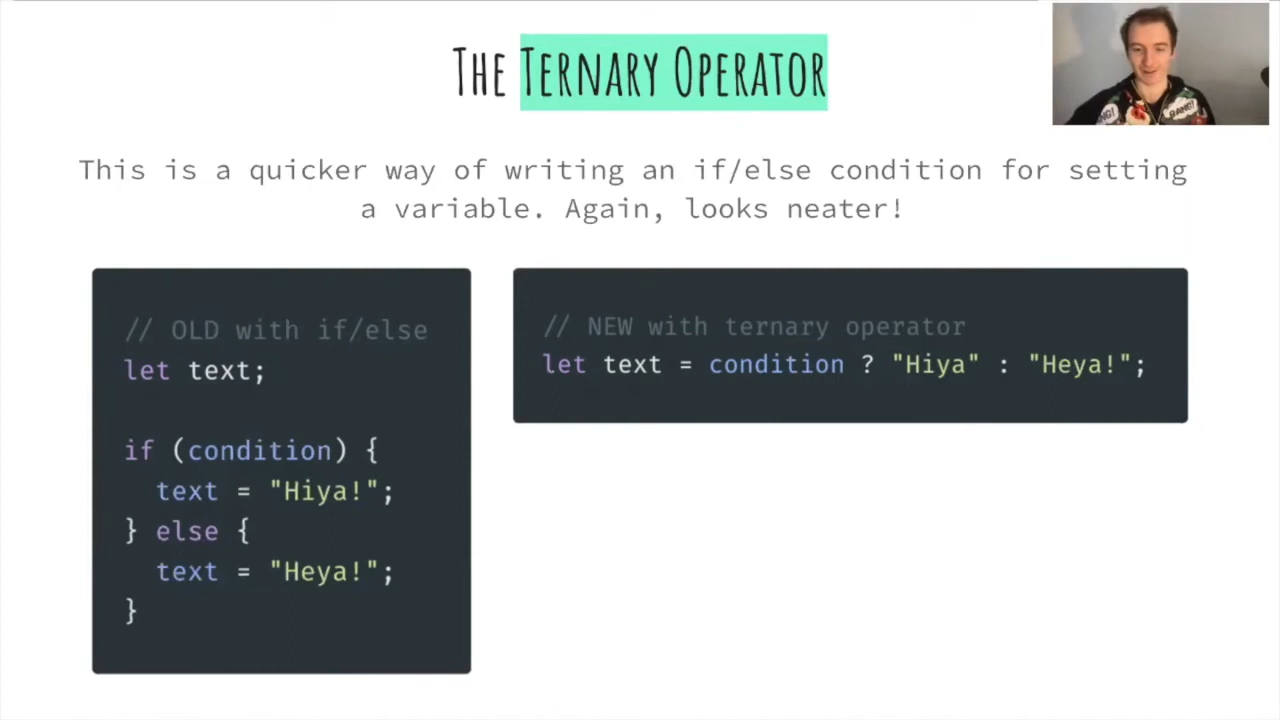 The Ternary Operator
This is a quicker way of writing an if/else condition for setting
a variable. Again, looks neater!
// OLD with if/else
let text;
if (condition) {
  text = "Hiya!";
} else {
  text = "Heya!";
}
// NEW with ternary operator
let text = condition ? "Hiya" : "Heya!";
BANG!